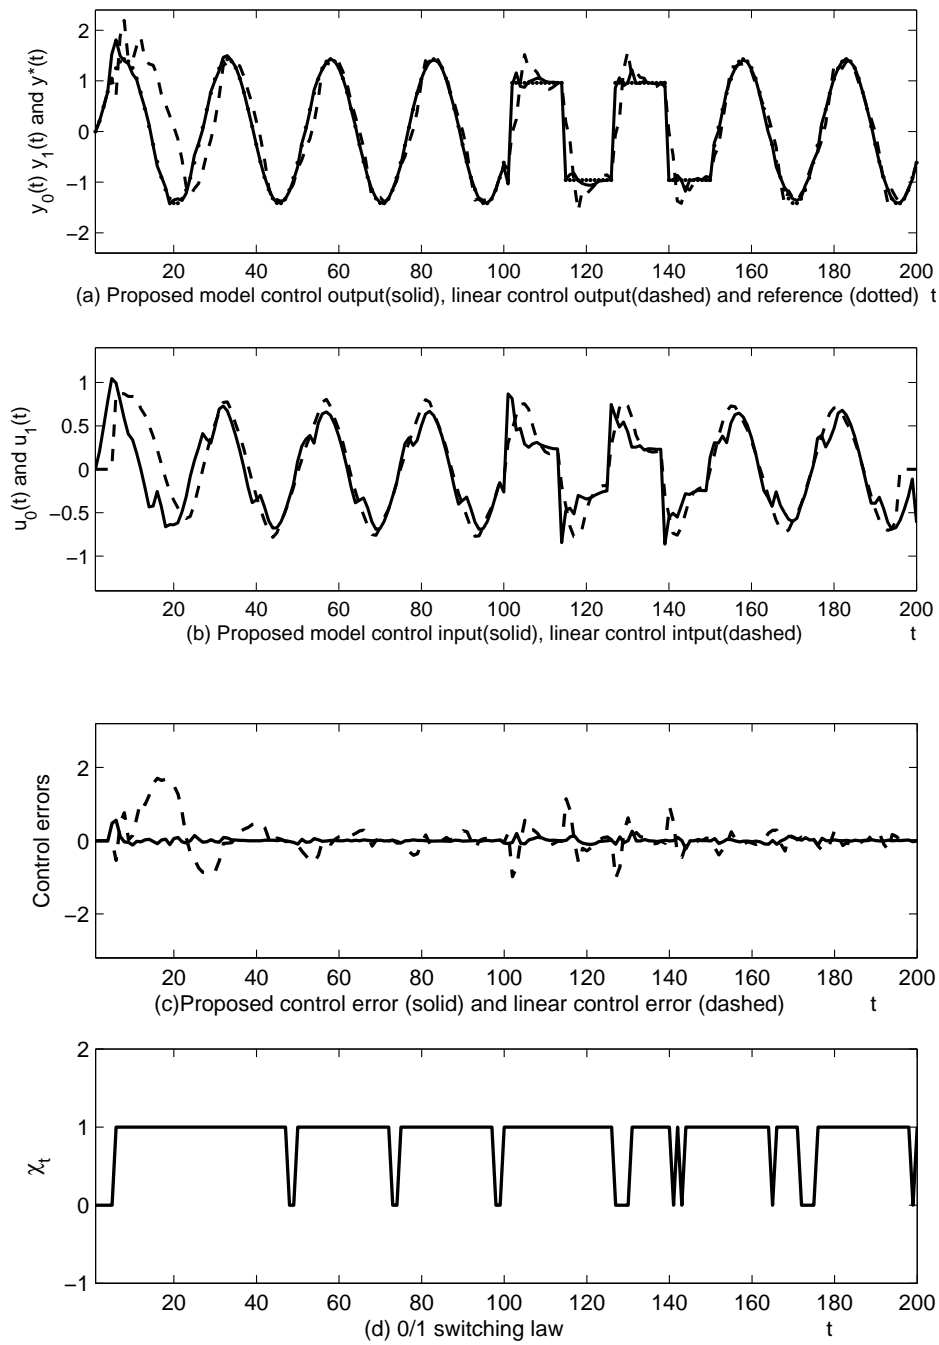 2
1
0
−1
−2
y0(t) y1(t) and y*(t)
20 40 60 80 100 120 140 160 180 200
(a) Proposed model control output(solid), linear control output(dashed) and reference (dotted) t
1
0.5
0
−0.5
−1
u0(t) and u1(t)
20 40 60 80 100 120 140 160 180 200
(b) Proposed model control input(solid), linear control intput(dashed) t
2
0
−2
Control errors
20 40 60 80 100 120 140 160 180 200
(c)Proposed control error (solid) and linear control error (dashed) t
2
1
0
−1
χt
20 40 60 80 100 120 140 160 180 200
(d) 0/1 switching law t